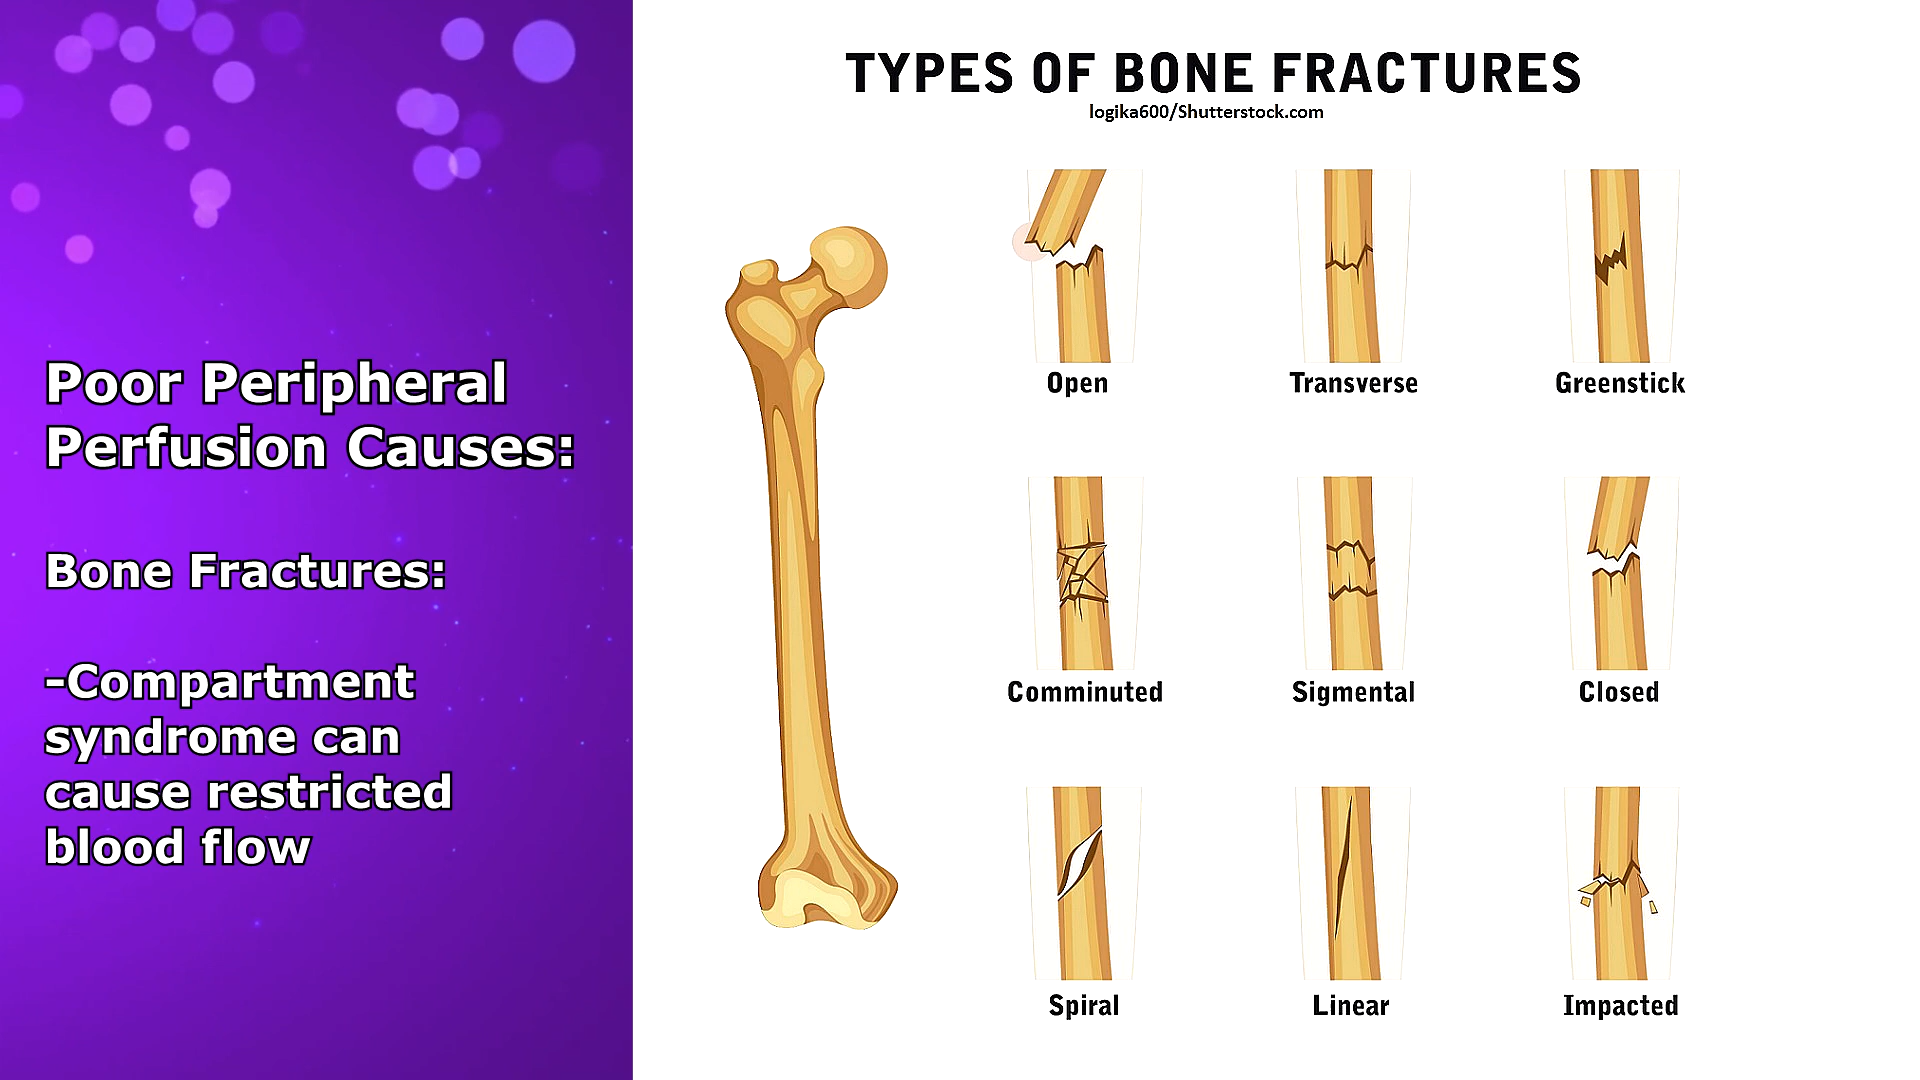 Poor Peripheral
Perfusion Causes:
Bone Fractures:
-Compartment
syndrome can
cause restricted
blood flow
TYPES OF BONE FRACTURES
logika600/Shutterstock.com
Open
Transverse
Greenstick
Comminuted
Sigmental
Closed
Spiral
Linear
Impacted